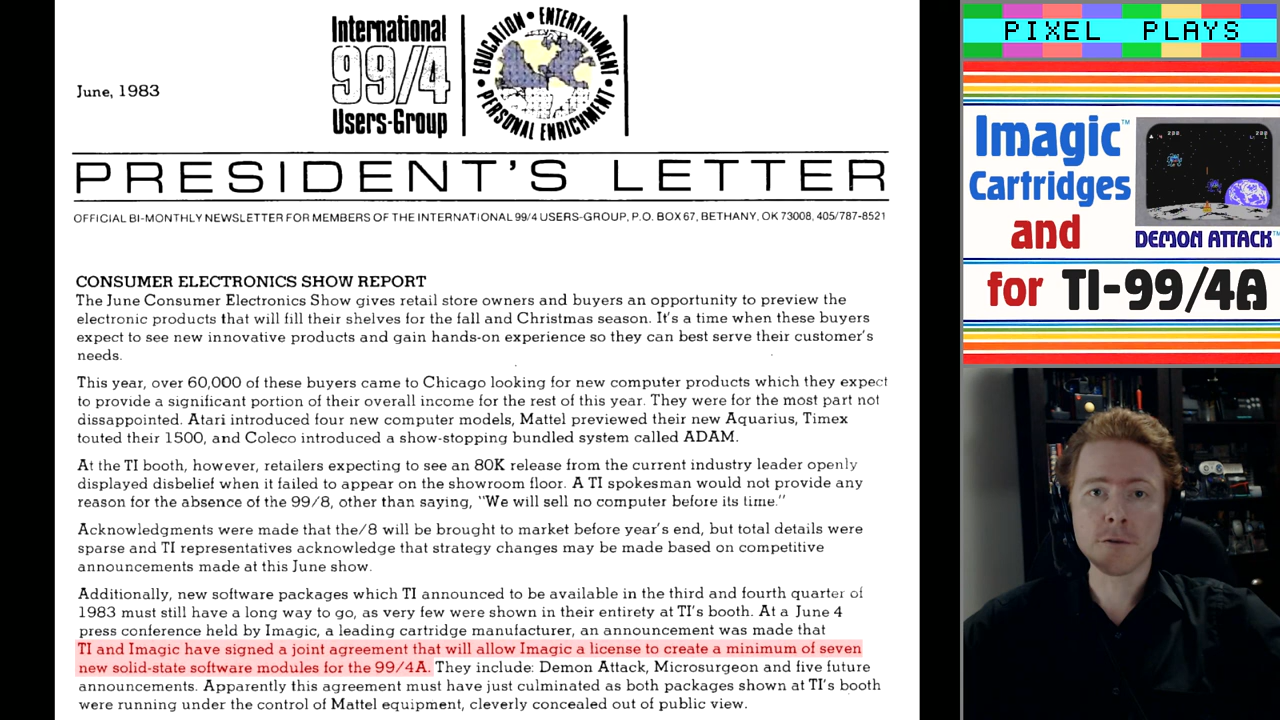 International
99/4
Users-Group
EDUCATION • ENTERTAINMENT • PERSONAL ENRICHMENT •
June, 1983
PRESIDENT'S LETTER
OFFICIAL BI-MONTHLY NEWSLETTER FOR MEMBERS OF THE INTERNATIONAL 99/4 USERS-GROUP, P.O. BOX 67, BETHANY, OK 73008, 405/787-8521
CONSUMER ELECTRONICS SHOW REPORT
The June Consumer Electronics Show gives retail store owners and buyers an opportunity to preview the
electronic products that will fill their shelves for the fall and Christmas season. It's a time when these buyers
expect to see new innovative products and gain hands-on experience so they can best serve their customer's
needs.
This year, over 60,000 of these buyers came to Chicago looking for new computer products which they expect
to provide a significant portion of their overall income for the rest of this year. They were for the most part not
disappointed. Atari introduced four new computer models, Mattel previewed their new Aquarius, Timex
touted their 1500, and Coleco introduced a show-stopping bundled system called ADAM.
At the TI booth, however, retailers expecting to see an 80K release from the current industry leader openly
displayed disbelief when it failed to appear on the showroom floor. A TI spokesman would not provide any
reason for the absence of the 99/8, other than saying, "We will sell no computer before its time."
Acknowledgments were made that the/8 will be brought to market before year's end, but total details were
sparse and TI representatives acknowledge that strategy changes may be made based on competitive
announcements made at this June show.
Additionally, new software packages which TI announced to be available in the third and fourth quarter of
1983 must still have a long way to go, as very few were shown in their entirety at TI's booth. At a June 4
press conference held by Imagic, a leading cartridge manufacturer, an announcement was made that
TI and Imagic have signed a joint agreement that will allow Imagic a license to create a minimum of seven
new solid-state software modules for the 99/4A. They include: Demon Attack, Microsurgeon and five future
announcements. Apparently this agreement must have just culminated as both packages shown at TI's booth
were running under the control of Mattel equipment, cleverly concealed out of public view.
PIXEL PLAYS
Imagic™
Cartridges
and
DEMON ATTACK™
for TI-99/4A